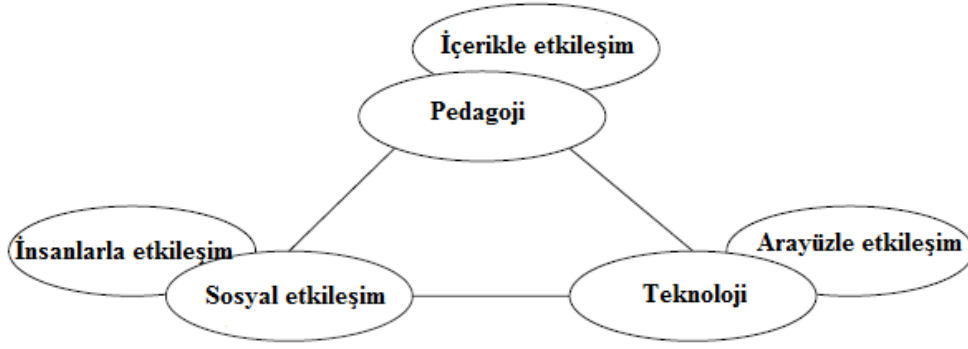 İçerikle etkileşim
Pedagoji
İnsanlarla etkileşim
Sosyal etkileşim
Arayüzle etkileşim
Teknoloji